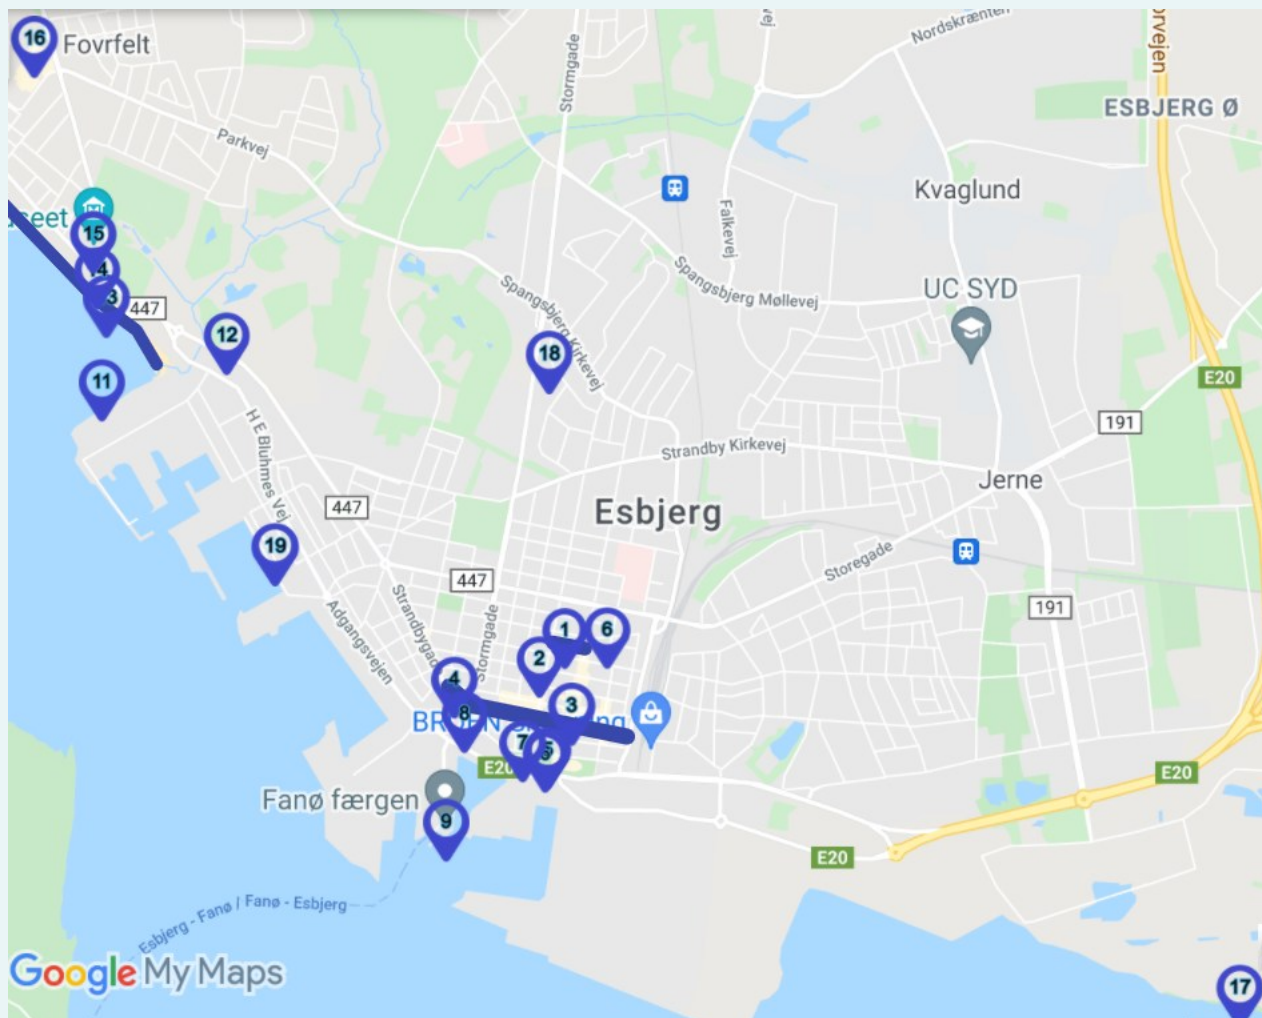 16
Fovrfelt
Parkvej
Stormgade
Nordskrænten
ESBJERG Ø
Kvaglund
Falkevej
Spangsbjerg Møllevej
Spangsbjerg Kirkevej
UC SYD
15
447
12
11
18
E20
191
H E Bluhmes Vej
Strandby Kirkevej
Jerne
447
Esbjerg
19
Storegade
447
191
Adgangsvejen
Strandbygade
Stormgade
1
6
2
4
3
8
7
5
E20
E20
Fanø færgen
9
E20
Esbjerg - Fanø / Fanø - Esbjerg
Google My Maps
17